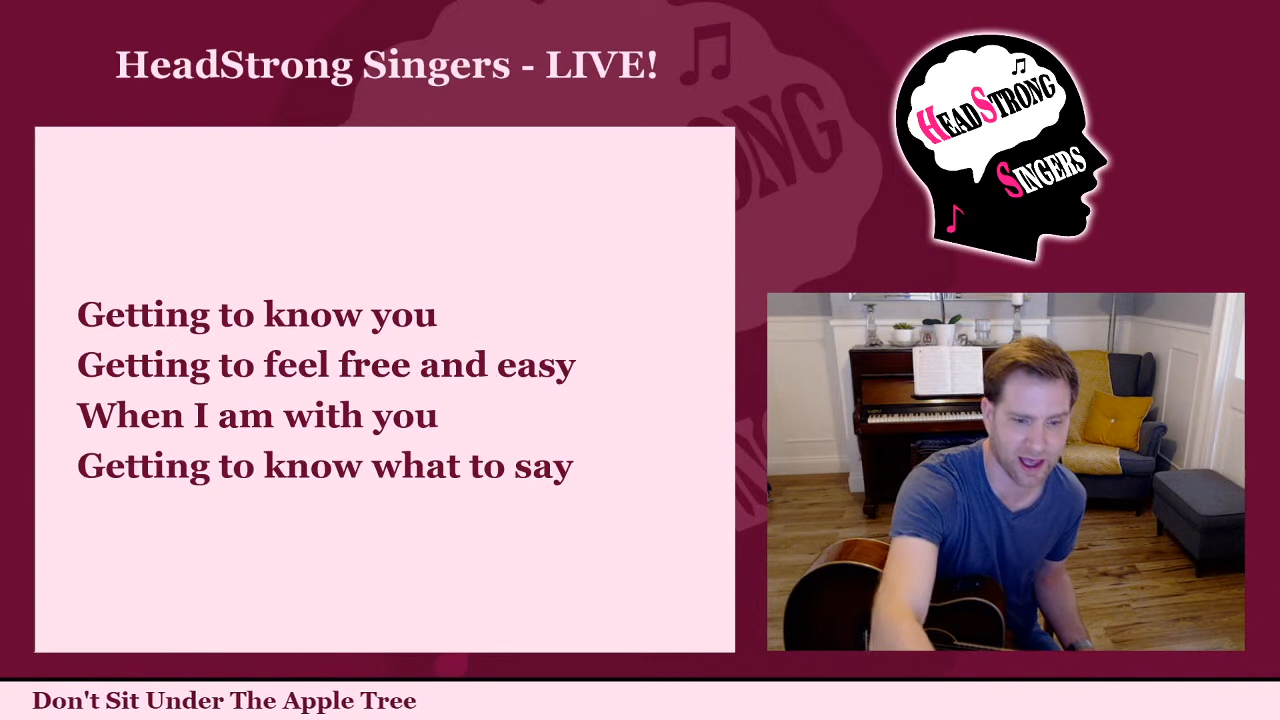 HeadStrong Singers - LIVE!
HEADSTRONG
SINGERS
Getting to know you
Getting to feel free and easy
When I am with you
Getting to know what to say
Don't Sit Under The Apple Tree